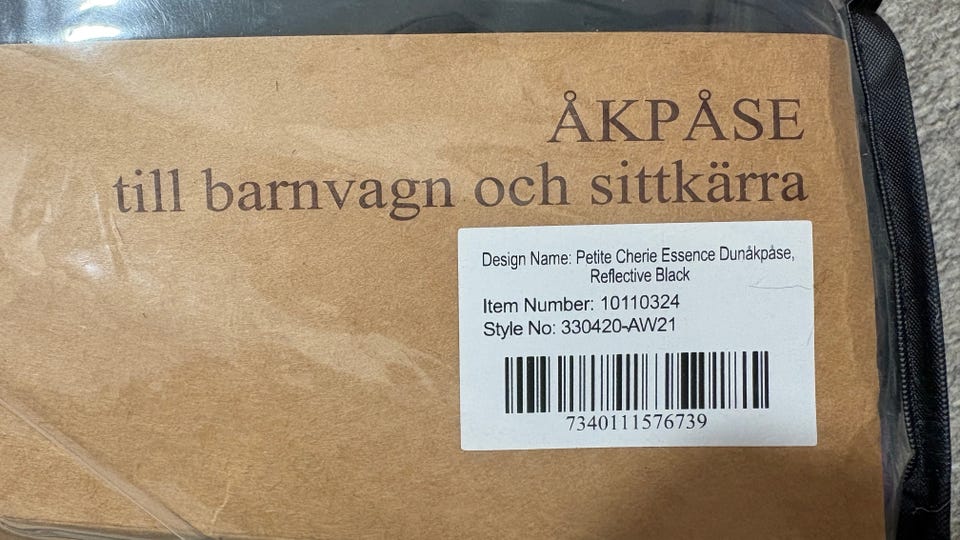 ÅKPÅSE
till barnvagn och sittkärra
Design Name: Petite Cherie Essence Dunåkpåse,
Reflective Black
Item Number: 10110324
Style No: 330420-AW21
7340111576739